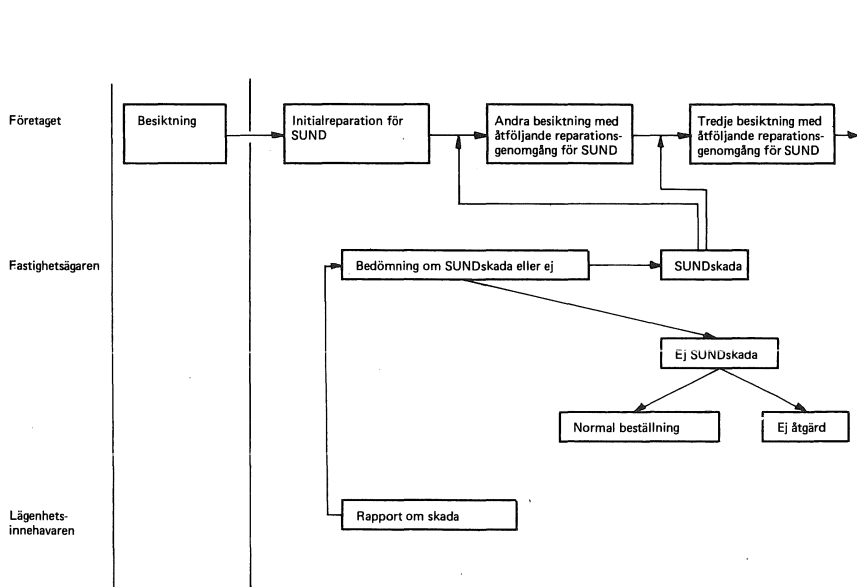 Företaget
Besiktning
Initialreparation för
SUND
Andra besiktning med
åtföljande reparations-
genomgång för SUND
Tredje besiktning med
åtföljande reparations-
genomgång för SUND
Fastighetsägaren
Bedömning om SUNDskada eller ej
SUNDskada
Ej SUNDskada
Normal beställning
Ej åtgärd
Lägenhets-
innehavaren
Rapport om skada